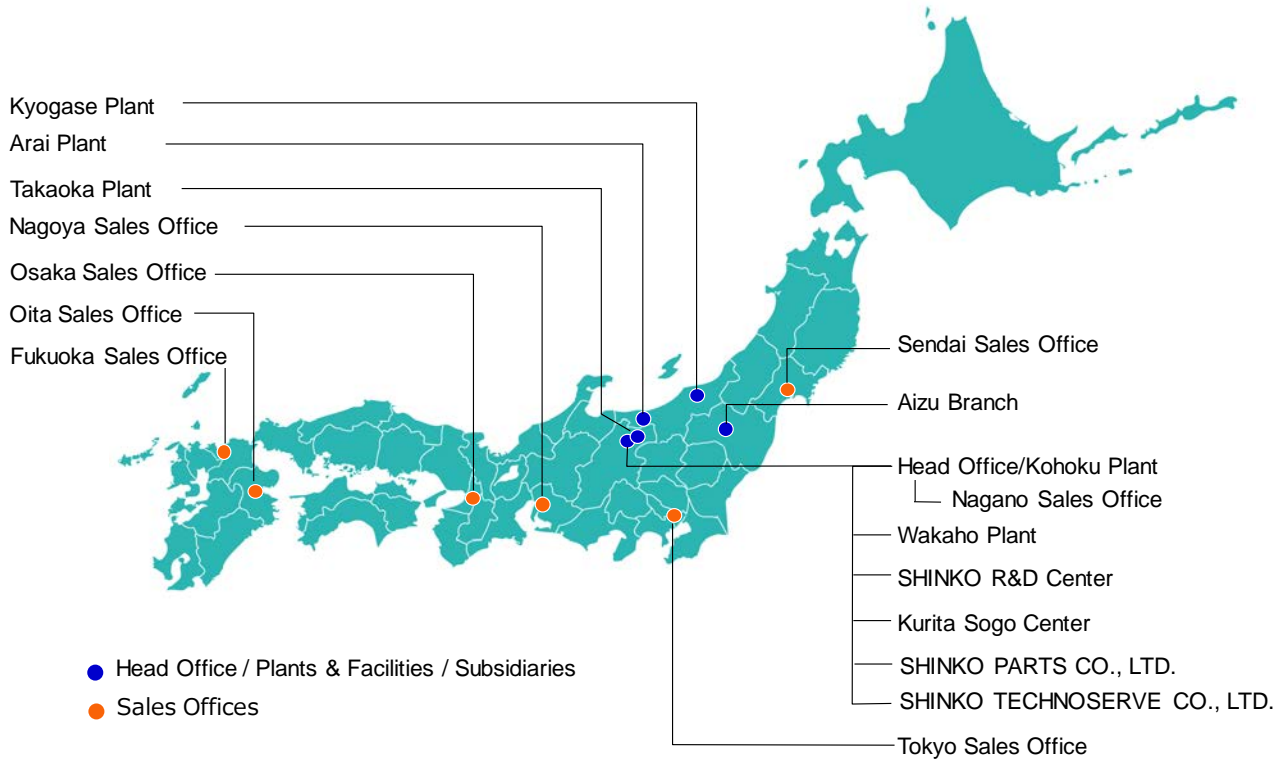 Kyogase Plant
Arai Plant
Takaoka Plant
Nagoya Sales Office
Osaka Sales Office
Oita Sales Office
Fukuoka Sales Office
Sendai Sales Office
Aizu Branch
Head Office/Kohoku Plant
Nagano Sales Office
Wakaho Plant
SHINKO R&D Center
Kurita Sogo Center
SHINKO PARTS CO., LTD.
SHINKO TECHNOSERVE CO., LTD.
Tokyo Sales Office
Head Office / Plants & Facilities / Subsidiaries
Sales Offices